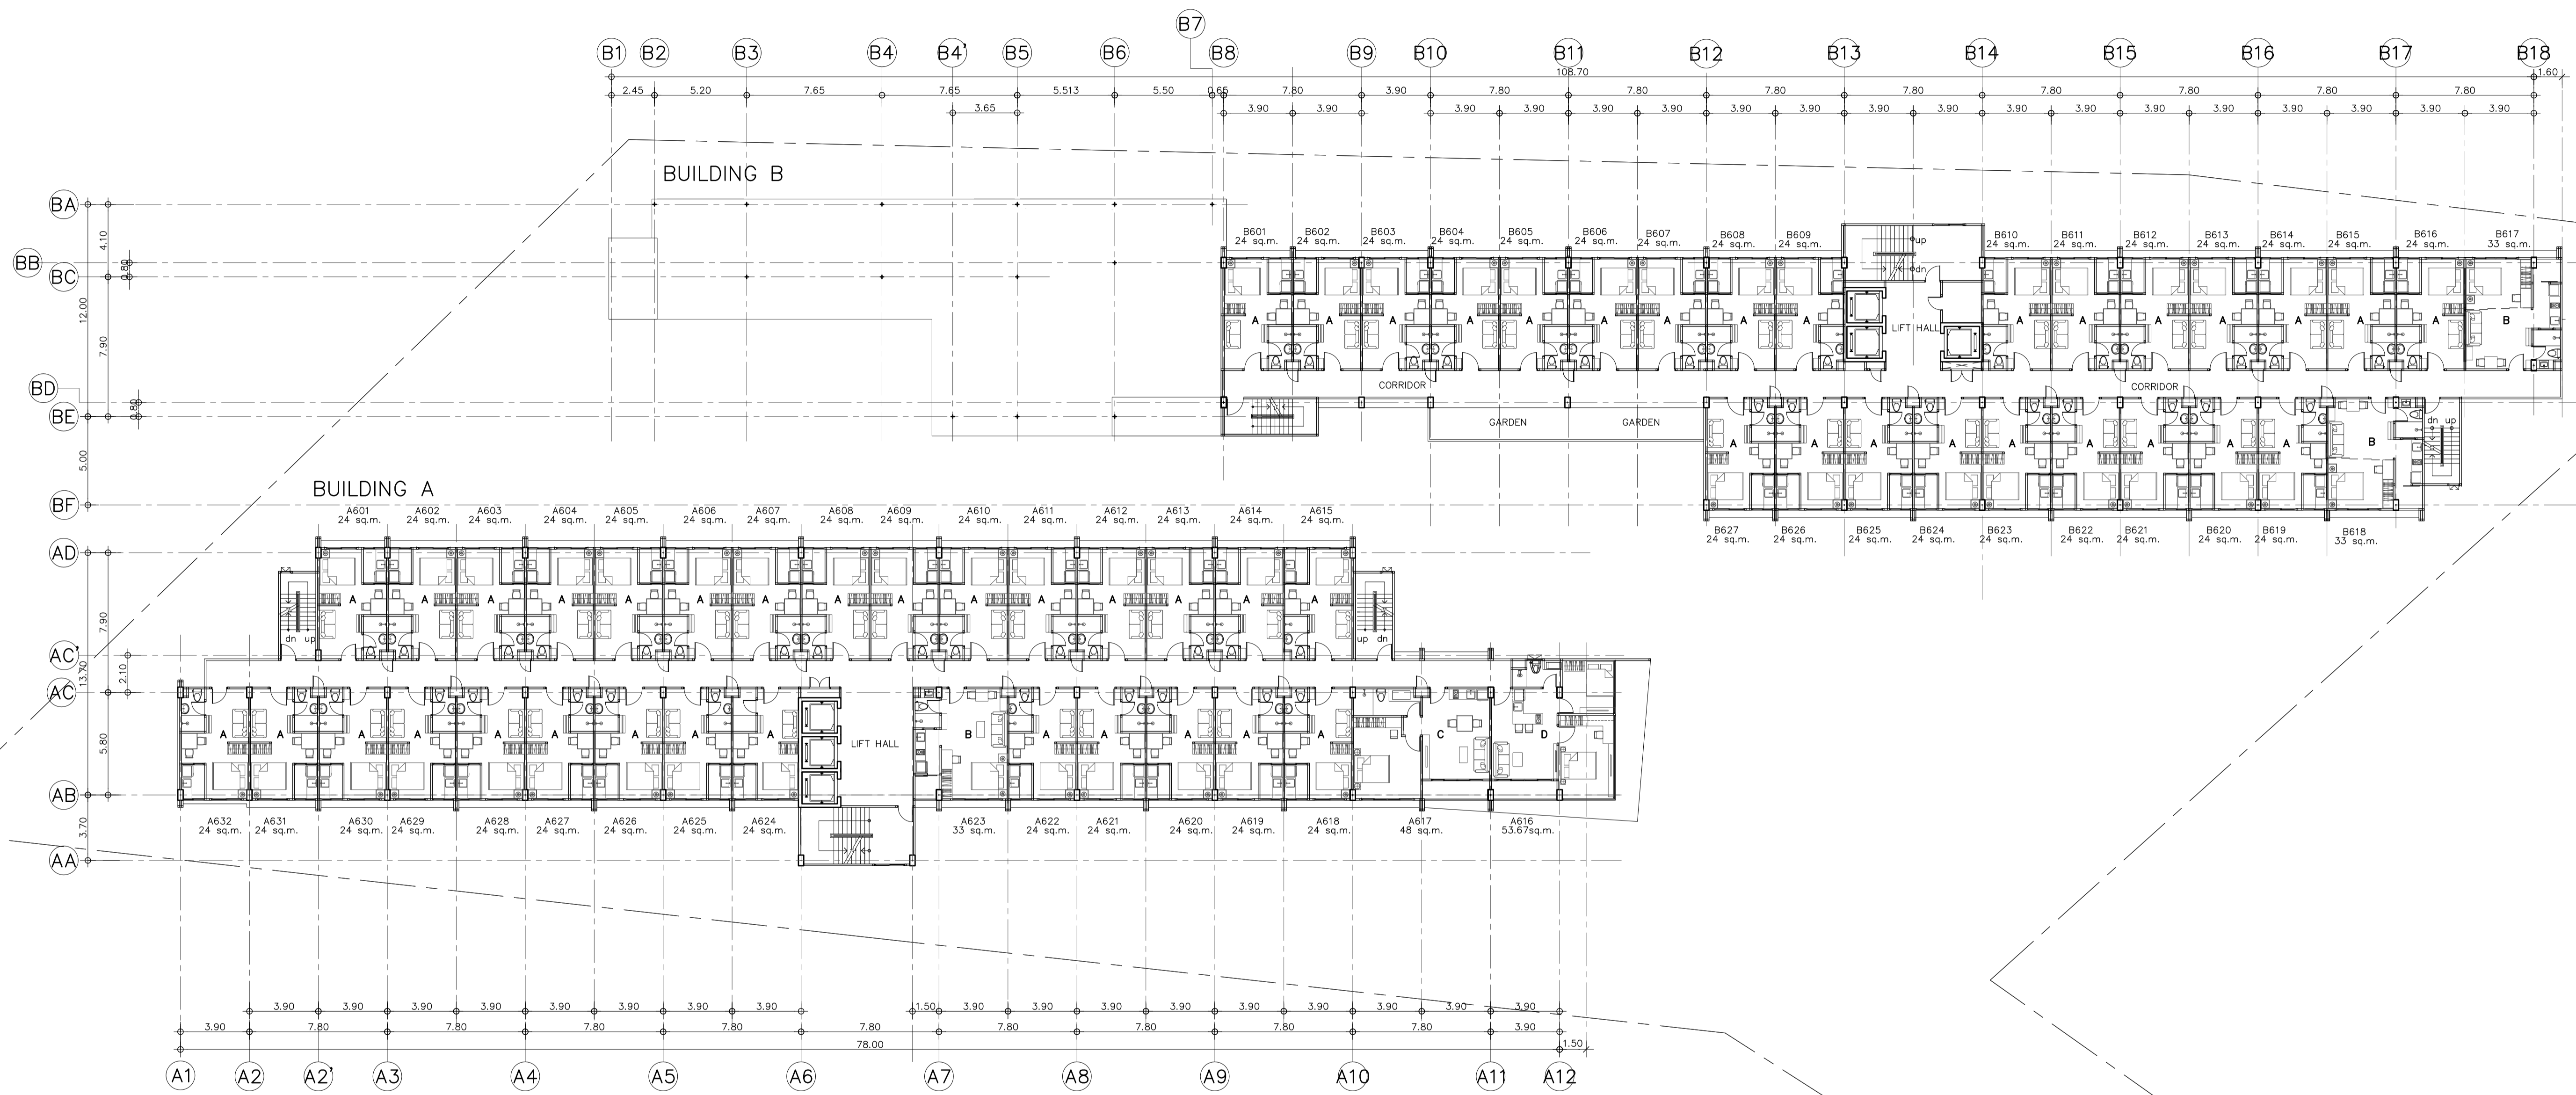 B7
B1 B2 B3 B4 B4' B5 B6 B8 B9 B10 B11 B12 B13 B14 B15 B16 B17 B18
108.70 1.60
2.45 5.20 7.65 7.65 5.513 5.50 0.65 7.80 3.90 7.80 7.80 7.80 7.80 7.80 7.80 7.80 7.80
3.65 3.90 3.90 3.90 3.90 3.90 3.90 3.90 3.90 3.90 3.90 3.90 3.90 3.90 3.90 3.90 3.90 3.90 3.90
BUILDING B
BA
BB
BC
BD
BE
BF
4.10
0.80
12.00
7.90
0.80
5.00
B601 B602 B603 B604 B605 B606 B607 B608 B609 B610 B611 B612 B613 B614 B615 B616 B617
24 sq.m. 24 sq.m. 24 sq.m. 24 sq.m. 24 sq.m. 24 sq.m. 24 sq.m. 24 sq.m. 24 sq.m. 24 sq.m. 24 sq.m. 24 sq.m. 24 sq.m. 24 sq.m. 24 sq.m. 24 sq.m. 33 sq.m.
up
dn
A A A A A A A A A A A A A A A A B
LIFT HALL
CORRIDOR CORRIDOR
GARDEN GARDEN
dn up
A A A A A A A A A B
B627 B626 B625 B624 B623 B622 B621 B620 B619 B618
24 sq.m. 24 sq.m. 24 sq.m. 24 sq.m. 24 sq.m. 24 sq.m. 24 sq.m. 24 sq.m. 24 sq.m. 33 sq.m.
BUILDING A
A601 A602 A603 A604 A605 A606 A607 A608 A609 A610 A611 A612 A613 A614 A615
24 sq.m. 24 sq.m. 24 sq.m. 24 sq.m. 24 sq.m. 24 sq.m. 24 sq.m. 24 sq.m. 24 sq.m. 24 sq.m. 24 sq.m. 24 sq.m. 24 sq.m. 24 sq.m. 24 sq.m.
AD
AC'
AC
AB
AA
7.90
13.70
2.10
5.80
3.70
A A A A A A A A A A A A A A A
dn up
up dn
A A A A A A A A A LIFT HALL B A A A A A C D
A632 A631 A630 A629 A628 A627 A626 A625 A624 A623 A622 A621 A620 A619 A618 A617 A616
24 sq.m. 24 sq.m. 24 sq.m. 24 sq.m. 24 sq.m. 24 sq.m. 24 sq.m. 24 sq.m. 24 sq.m. 33 sq.m. 24 sq.m. 24 sq.m. 24 sq.m. 24 sq.m. 24 sq.m. 48 sq.m. 53.67sq.m.
3.90 3.90 3.90 3.90 3.90 3.90 3.90 3.90 1.50 3.90 3.90 3.90 3.90 3.90 3.90 3.90 3.90 3.90
3.90 7.80 7.80 7.80 7.80 7.80 7.80 7.80 7.80 7.80 3.90
78.00 1.50
A1 A2 A2' A3 A4 A5 A6 A7 A8 A9 A10 A11 A12